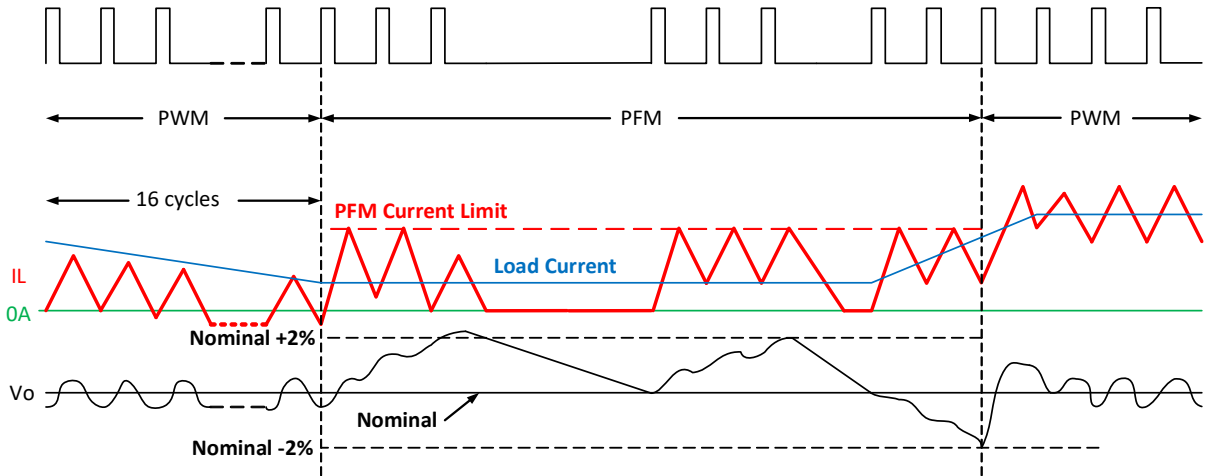 PWM
PFM
PWM
16 cycles
PFM Current Limit
Load Current
IL
0A
Nominal +2%
Vo
Nominal
Nominal -2%